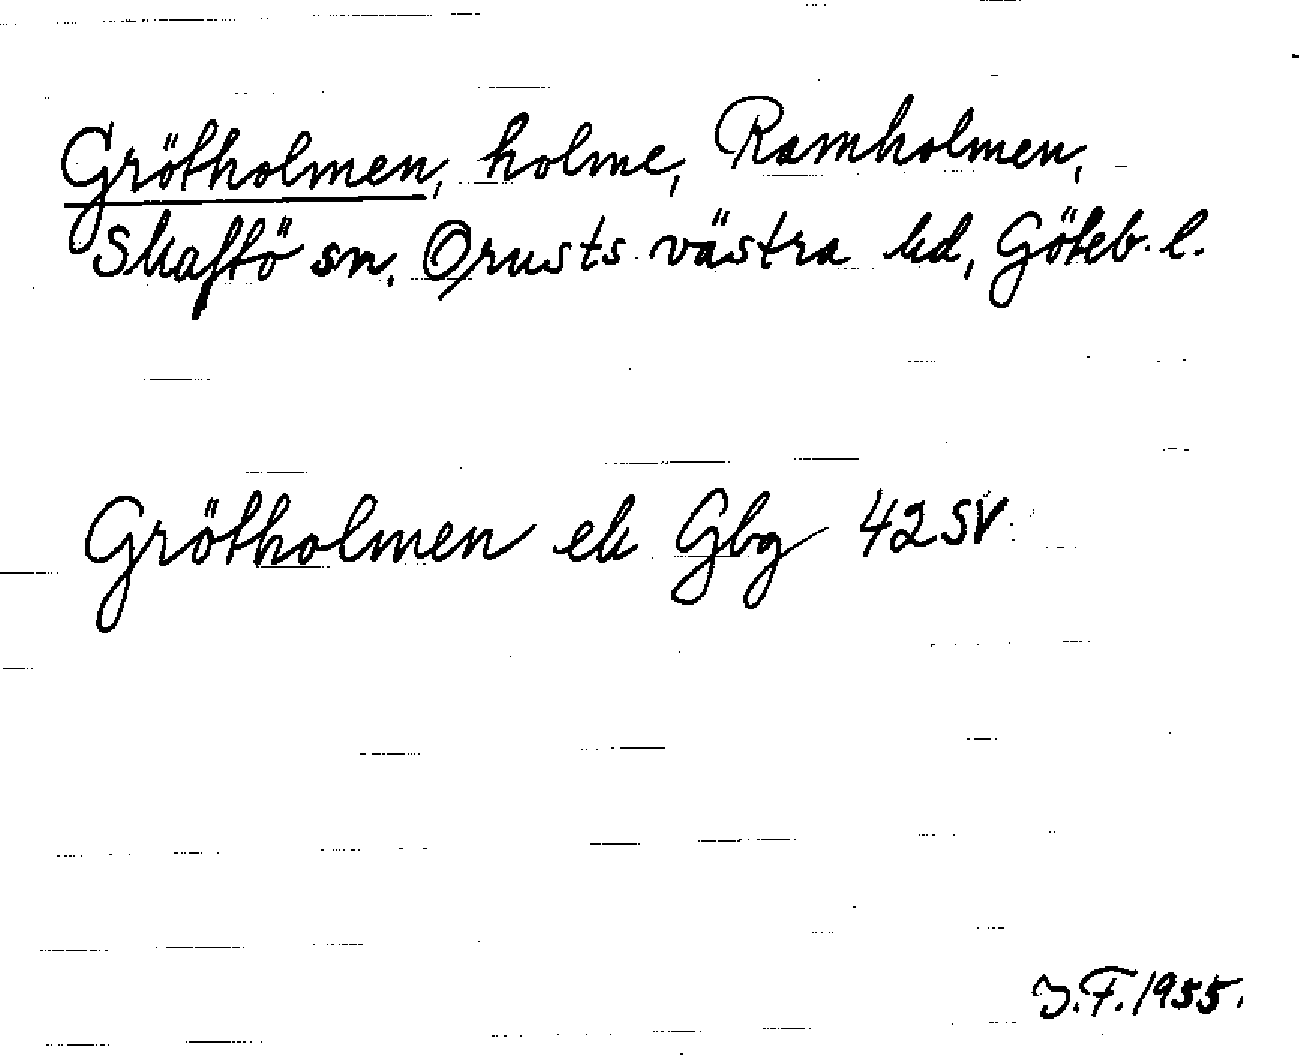 Grötholmen, holme, Ramholmen,
Skaftö sn, Orusts västra hd, Göteb. l.
Grötholmen ek Gbg 42 SV
J.F. 1955.